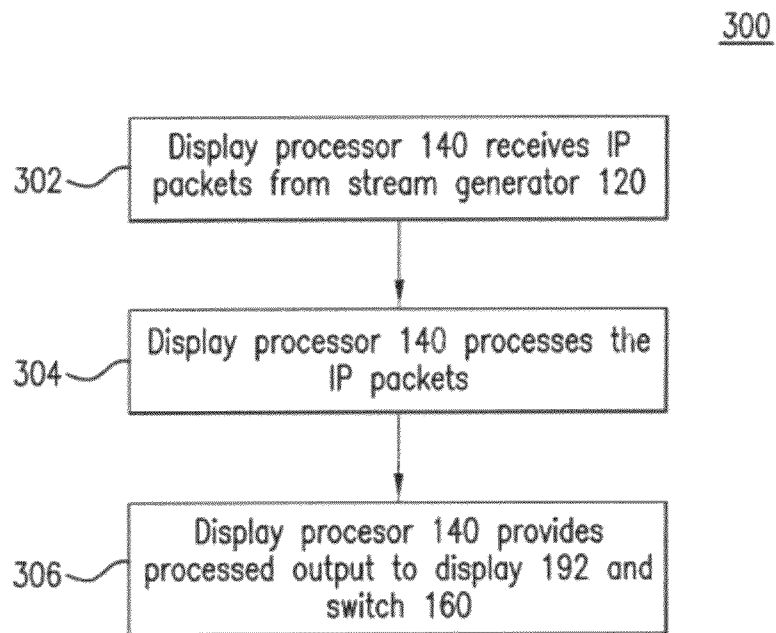 300
302
Display processor 140 receives IP
packets from stream generator 120
304
Display processor 140 processes the
IP packets
306
Display procesor 140 provides
processed output to display 192 and
switch 160